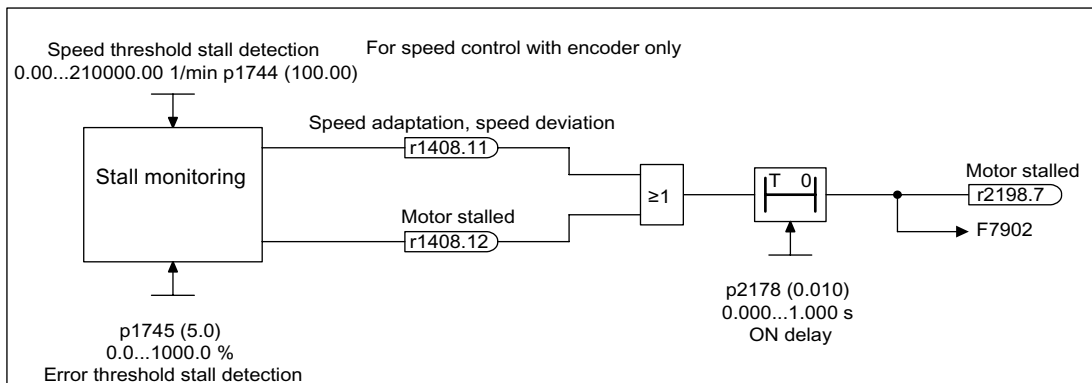 Speed threshold stall detection
For speed control with encoder only
0.00...210000.00 1/min p1744 (100.00)
Speed adaptation, speed deviation
r1408.11
Stall monitoring
T 0
Motor stalled
r2198.7
≥1
Motor stalled
r1408.12
F7902
p2178 (0.010)
0.000...1.000 s
ON delay
p1745 (5.0)
0.0...1000.0 %
Error threshold stall detection